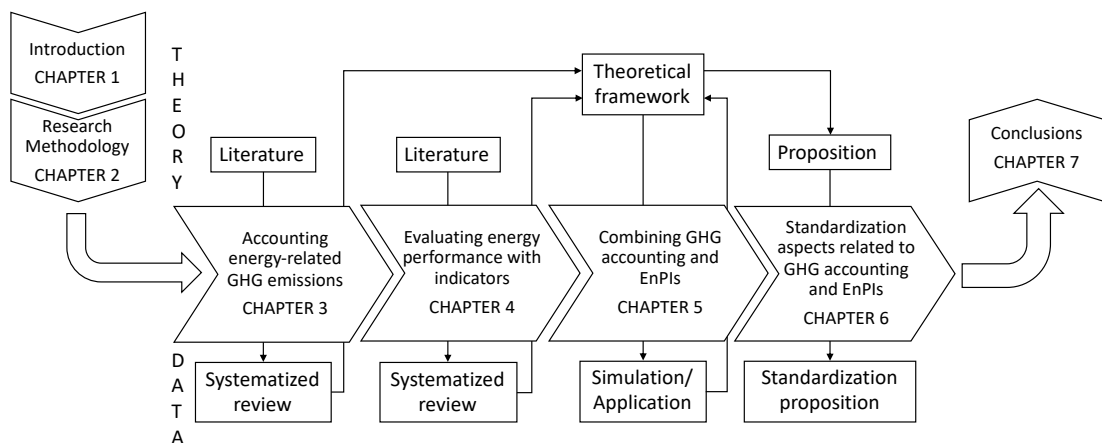 Introduction
CHAPTER 1
Research
Methodology
CHAPTER 2
THEORY
Literature
Literature
Theoretical
framework
Proposition
Conclusions
CHAPTER 7
Accounting
energy-related
GHG emissions
CHAPTER 3
Evaluating energy
performance with
indicators
CHAPTER 4
Combining GHG
accounting and
EnPIs
CHAPTER 5
Standardization
aspects related to
GHG accounting
and EnPIs
CHAPTER 6
DATA
Systematized
review
Systematized
review
Simulation/
Application
Standardization
proposition